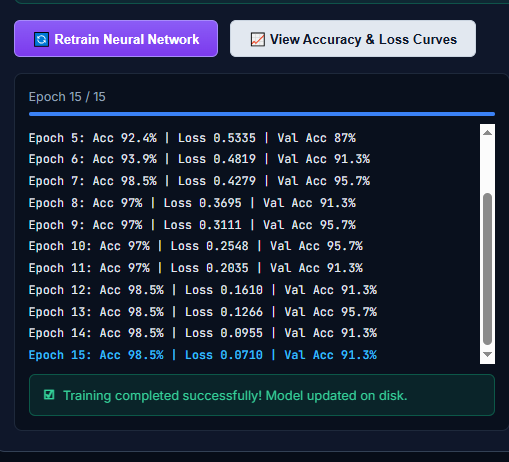 Retrain Neural Network
View Accuracy & Loss Curves
Epoch 15 / 15
Epoch 5: Acc 92.4% | Loss 0.5335 | Val Acc 87%
Epoch 6: Acc 93.9% | Loss 0.4819 | Val Acc 91.3%
Epoch 7: Acc 98.5% | Loss 0.4279 | Val Acc 95.7%
Epoch 8: Acc 97% | Loss 0.3695 | Val Acc 91.3%
Epoch 9: Acc 97% | Loss 0.3111 | Val Acc 95.7%
Epoch 10: Acc 97% | Loss 0.2548 | Val Acc 95.7%
Epoch 11: Acc 97% | Loss 0.2035 | Val Acc 91.3%
Epoch 12: Acc 98.5% | Loss 0.1610 | Val Acc 91.3%
Epoch 13: Acc 98.5% | Loss 0.1266 | Val Acc 95.7%
Epoch 14: Acc 98.5% | Loss 0.0955 | Val Acc 91.3%
Epoch 15: Acc 98.5% | Loss 0.0710 | Val Acc 91.3%
Training completed successfully! Model updated on disk.